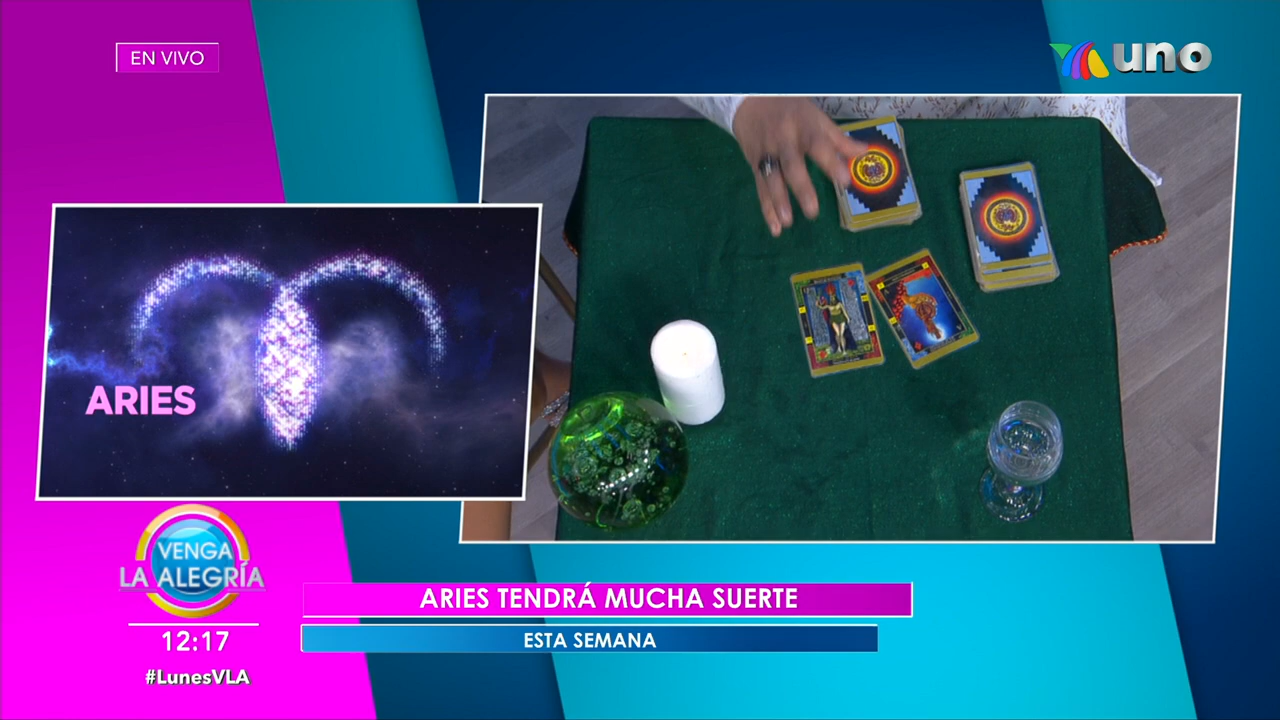 EN VIVO
uno
ARIES
VENGA
LA ALEGRÍA
12:17
#LunesVLA
ARIES TENDRÁ MUCHA SUERTE
ESTA SEMANA